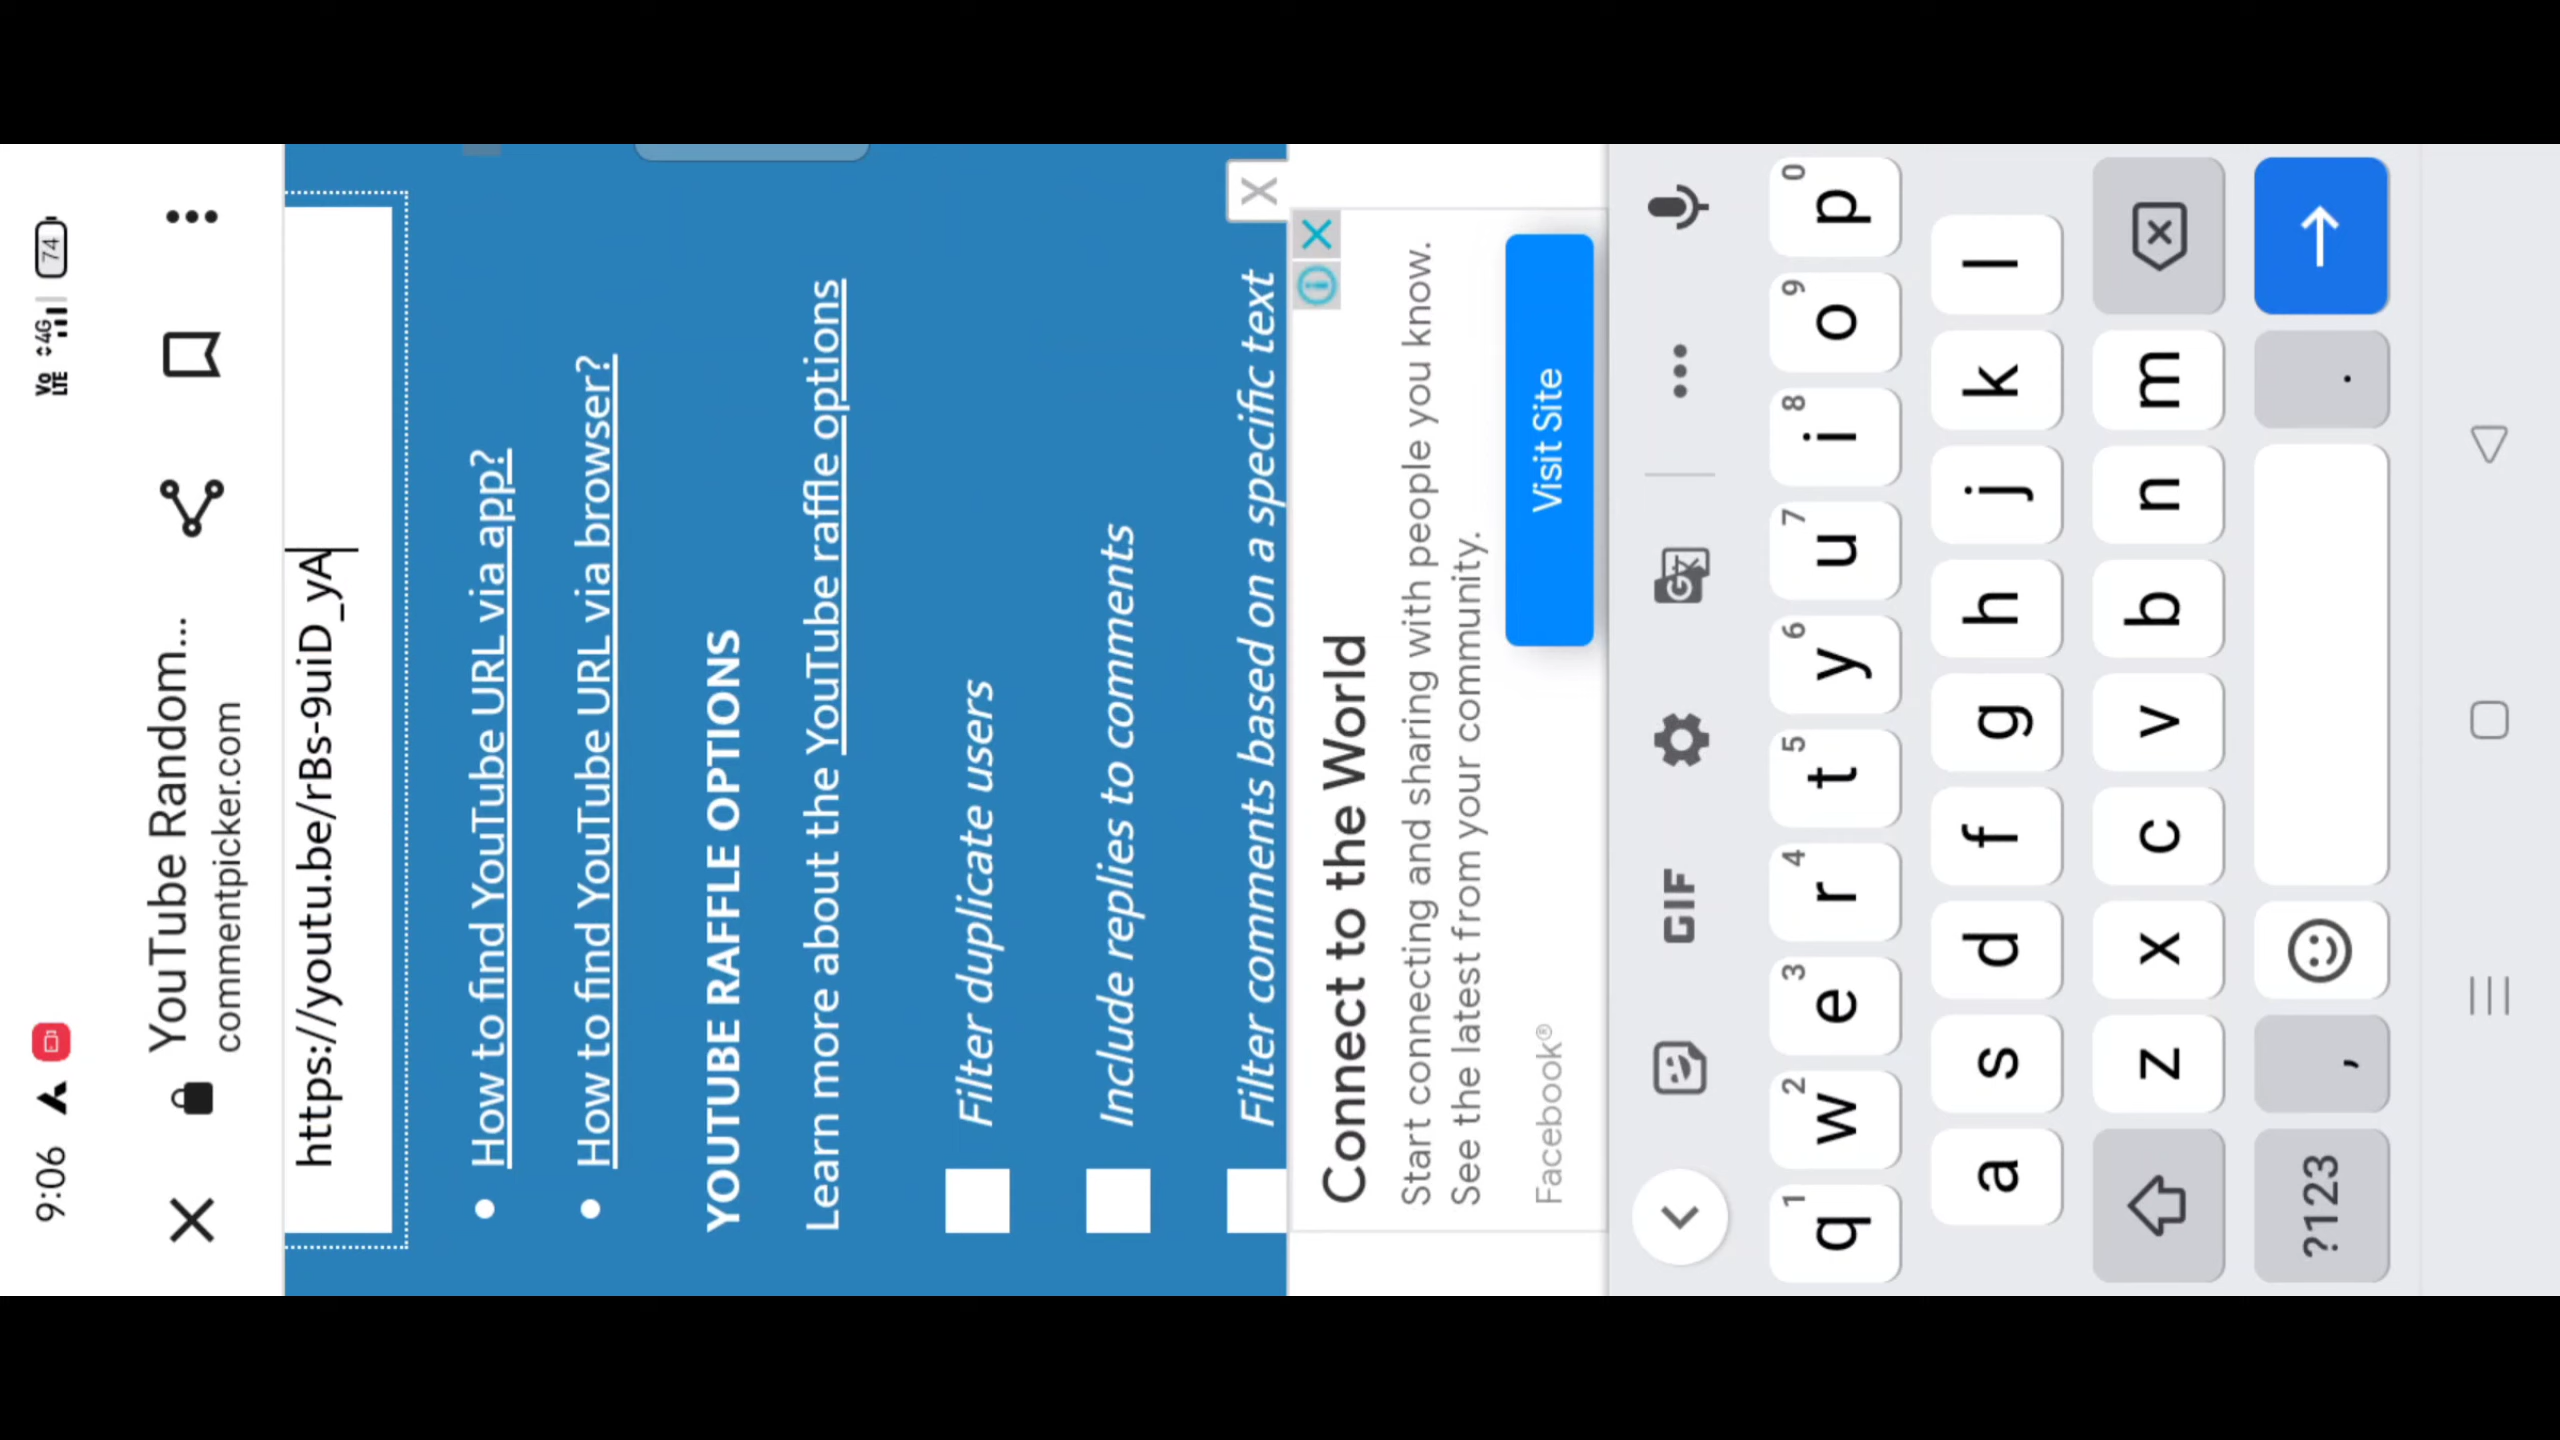 9:06
Vo LTE 4G 74
YouTube Random...
commentpicker.com
https://youtu.be/rBs-9uiD_yA
How to find YouTube URL via app?
How to find YouTube URL via browser?
YOUTUBE RAFFLE OPTIONS
Learn more about the YouTube raffle options
Filter duplicate users
Include replies to comments
Filter comments based on a specific text
X
Connect to the World
Start connecting and sharing with people you know.
See the latest from your community.
Facebook®
Visit Site
GIF
1 2 3 4 5 6 7 8 9 0
q w e r t y u i o p
a s d f g h j k l
z x c v b n m
?123 , .